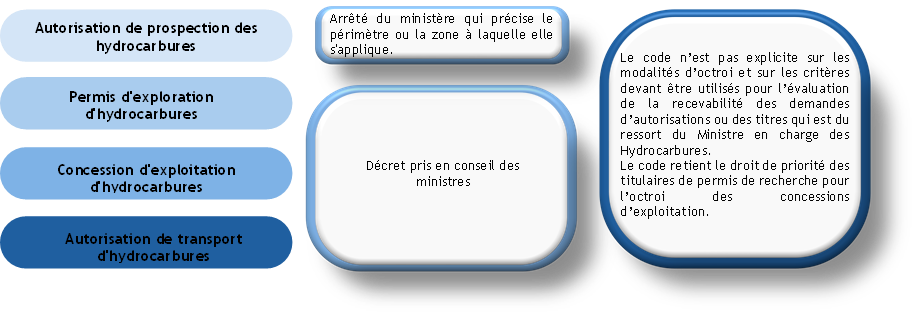 Autorisation de prospection des
hydrocarbures
Permis d'exploration
d'hydrocarbures
Concession d'exploitation
d'hydrocarbures
Autorisation de transport
d'hydrocarbures
Arrêté du ministère qui précise le
périmètre ou la zone à laquelle elle
s'applique.
Décret pris en conseil des
ministres
Le code n’est pas explicite sur les
modalités d’octroi et sur les critères
devant être utilisés pour l’évaluation
de la recevabilité des demandes
d’autorisations ou des titres qui est du
ressort du Ministre en charge des
Hydrocarbures.
Le code retient le droit de priorité des
titulaires de permis de recherche pour
l’octroi des concessions
d’exploitation.